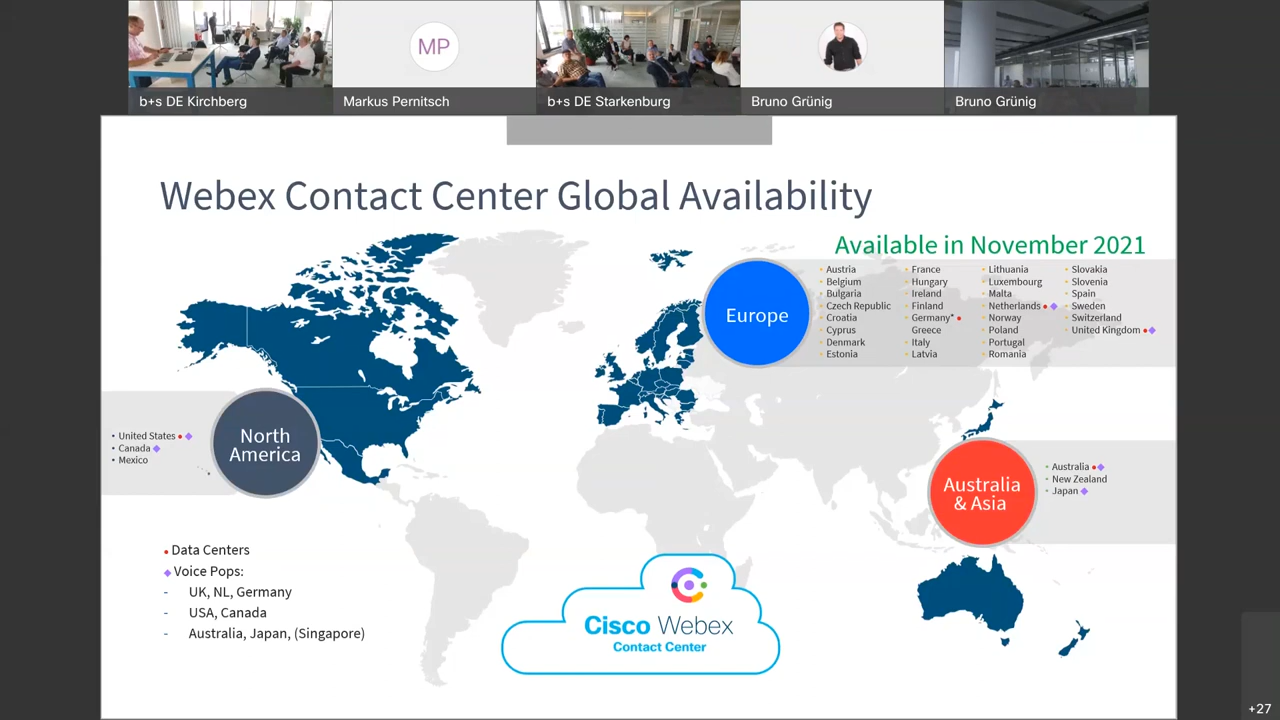 b+s DE Kirchberg
MP
Markus Pernitsch
b+s DE Starkenburg
Bruno Grünig
Bruno Grünig
Webex Contact Center Global Availability
Available in November 2021
Europe
Austria
Belgium
Bulgaria
Czech Republic
Croatia
Cyprus
Denmark
Estonia
France
Hungary
Ireland
Finland
Germany*
Greece
Italy
Latvia
Lithuania
Luxembourg
Malta
Netherlands
Norway
Poland
Portugal
Romania
Slovakia
Slovenia
Spain
Sweden
Switzerland
United Kingdom
North
America
• United States
• Canada
• Mexico
Australia
& Asia
• Australia
• New Zealand
• Japan
Data Centers
Voice Pops:
- UK, NL, Germany
- USA, Canada
- Australia, Japan, (Singapore)
Cisco Webex
Contact Center
+27